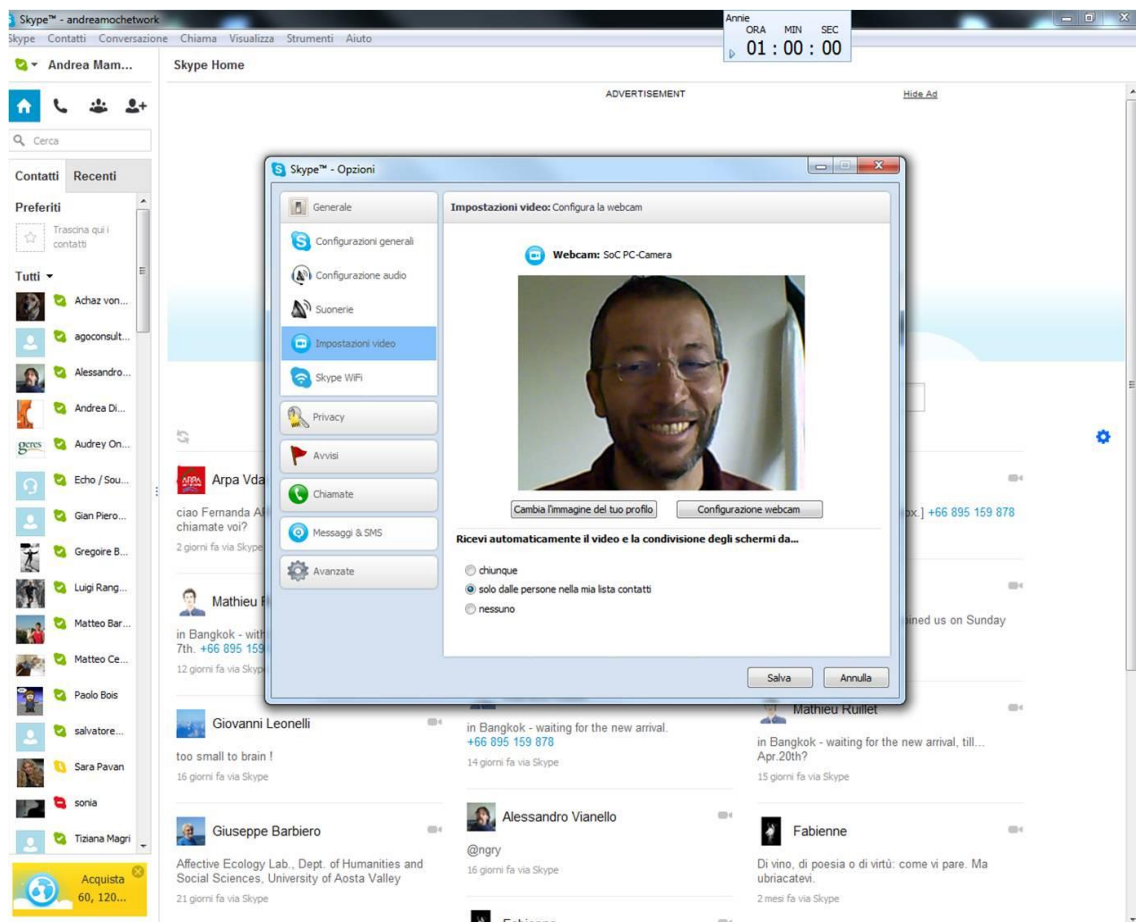 Skype™ - andreamochetwork
Annie
ORA MIN SEC
01 : 00 : 00
Skype Contatti Conversazione Chiama Visualizza Strumenti Aiuto
Andrea Mam...
Skype Home
ADVERTISEMENT
Hide Ad
Cerca
Contatti Recenti
Preferiti
Trascina qui i
contatti
Tutti
Achaz von...
agoconsult...
Alessandro...
Andrea Di...
gcres
Audrey On...
Echo / Sou...
Gian Piero...
Gregoire B...
Luigi Rang...
Matteo Bar...
Matteo Ce...
Paolo Bois
salvatore...
Sara Pavan
sonia
Tiziana Magri
Acquista
60, 120...
Skype™ - Opzioni
Generale
Configurazioni generali
Configurazione audio
Suonerie
Impostazioni video
Skype WiFi
Privacy
Avvisi
Chiamate
Messaggi & SMS
Avanzate
Impostazioni video: Configura la webcam
Webcam: SoC PC-Camera
Cambia l'immagine del tuo profilo
Configurazione webcam
Ricevi automaticamente il video e la condivisione degli schermi da...
chiunque
solo dalle persone nella mia lista contatti
nessuno
Salva
Annulla
ARPA
Arpa Vda
ciao Fernanda
chiamate voi?
2 giorni fa via Skype
+66 895 159 878
Mathieu
in Bangkok - with
7th. +66 895 159
12 giorni fa via Skype
us on Sunday
Giovanni Leonelli
too small to brain !
16 giorni fa via Skype
in Bangkok - waiting for the new arrival.
+66 895 159 878
14 giorni fa via Skype
Mathieu Ruillet
in Bangkok - waiting for the new arrival, till...
Apr.20th?
15 giorni fa via Skype
Giuseppe Barbiero
Affective Ecology Lab., Dept. of Humanities and
Social Sciences, University of Aosta Valley
21 giorni fa via Skype
Alessandro Vianello
@ngry
16 giorni fa via Skype
Fabienne
Di vino, di poesia o di virtù: come vi pare. Ma
ubriacatevi.
2 mesi fa via Skype